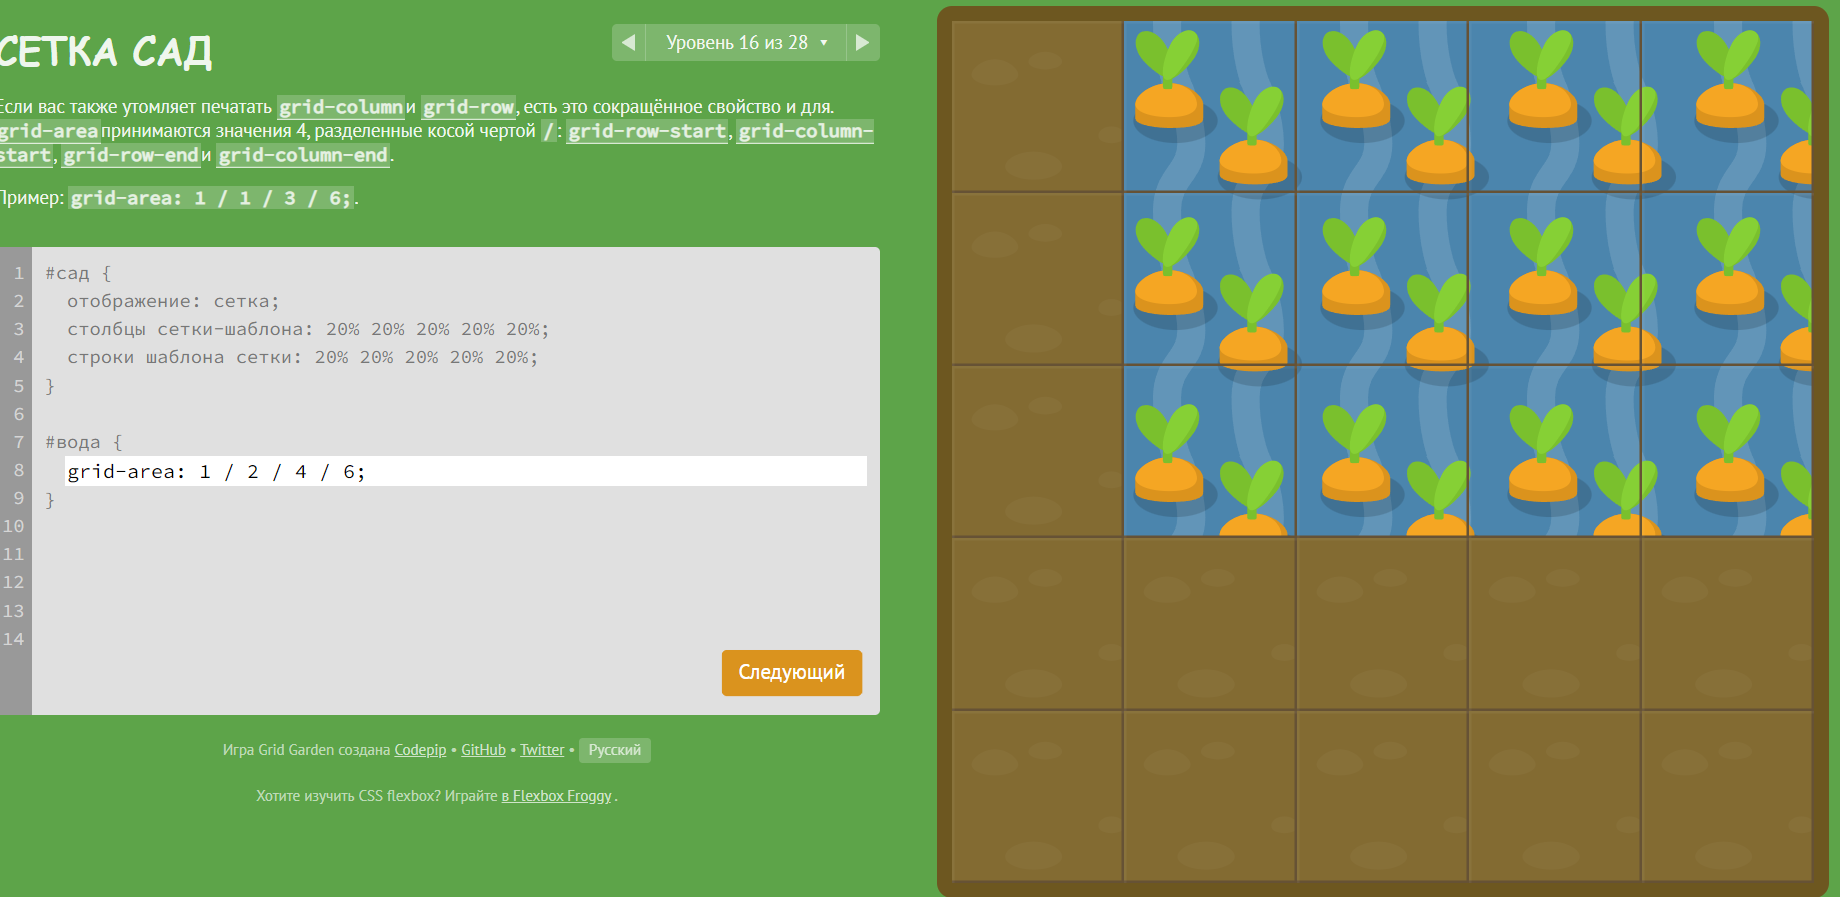 СЕТКА САД
Уровень 16 из 28
Если вас также утомляет печатать grid-column и grid-row, есть это сокращённое свойство и для.
grid-area принимаются значения 4, разделенные косой чертой /: grid-row-start, grid-column-
start, grid-row-end и grid-column-end.
Пример: grid-area: 1 / 1 / 3 / 6;.
1 #сад {
2 отображение: сетка;
3 столбцы сетки-шаблона: 20% 20% 20% 20% 20%;
4 строки шаблона сетки: 20% 20% 20% 20% 20%;
5 }
6
7 #вода {
8 grid-area: 1 / 2 / 4 / 6;
9 }
10
11
12
13
14
Следующий
Игра Grid Garden создана Codepip • GitHub • Twitter • Русский
Хотите изучить CSS flexbox? Играйте в Flexbox Froggy .